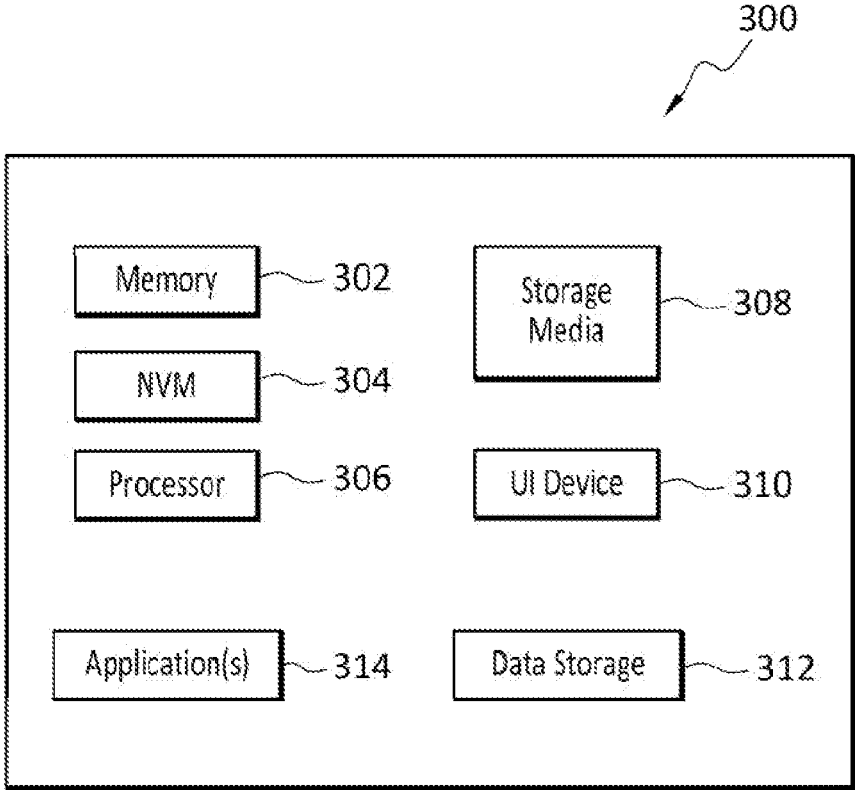 300
Memory
302
Storage
Media
308
NVM
304
Processor
306
UI Device
310
Application(s)
314
Data Storage
312